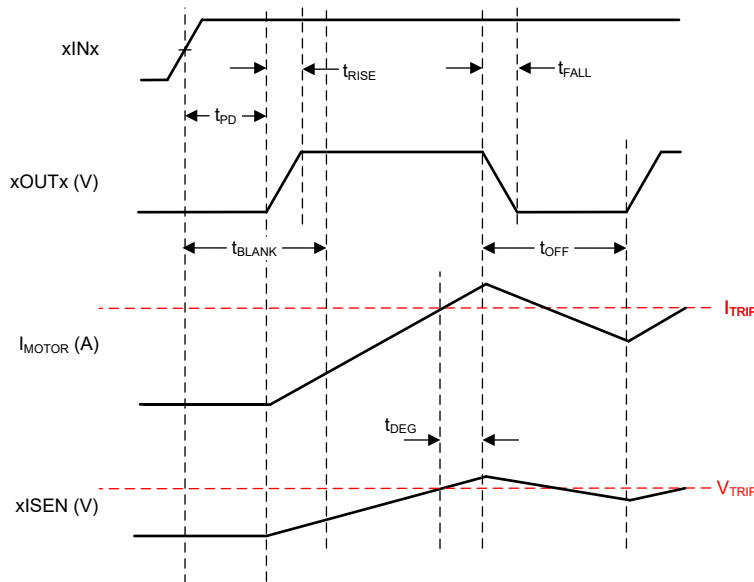 xINx
tRISE
tFALL
tPD
xOUTx (V)
tBLANK
tOFF
ITRIP
IMOTOR (A)
tDEG
xISEN (V)
VTRIP